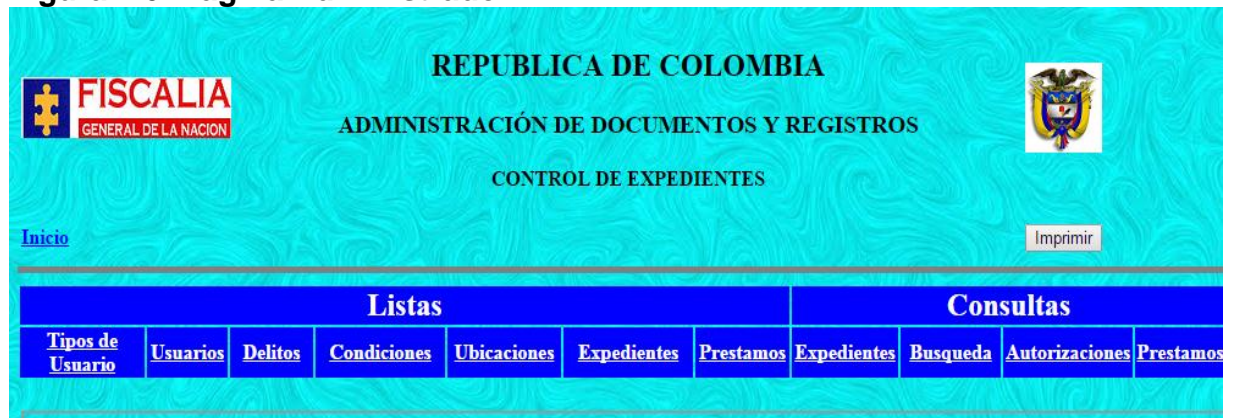 REPUBLICA DE COLOMBIA
FISCALIA
GENERAL DE LA NACION
ADMINISTRACIÓN DE DOCUMENTOS Y REGISTROS
CONTROL DE EXPEDIENTES
Inicio
Imprimir
Listas Consultas
Tipos de
Usuario
Usuarios Delitos Condiciones Ubicaciones Expedientes Prestamos Expedientes Busqueda Autorizaciones Prestamos